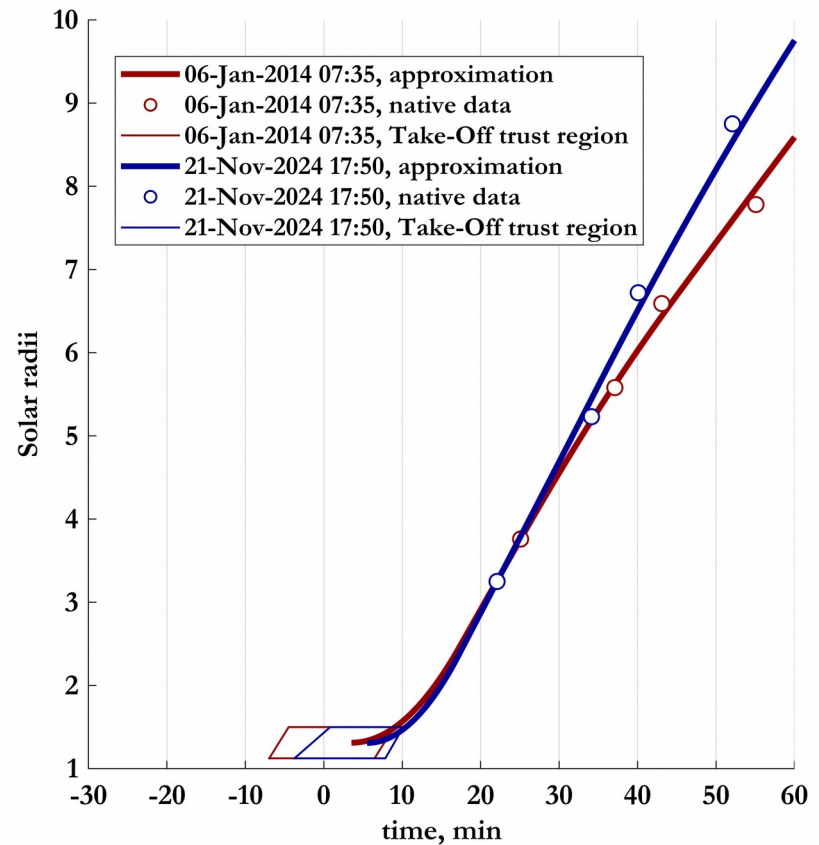 10
9
8
7
6
5
4
3
2
1
Solar radii
06-Jan-2014 07:35, approximation
06-Jan-2014 07:35, native data
06-Jan-2014 07:35, Take-Off trust region
21-Nov-2024 17:50, approximation
21-Nov-2024 17:50, native data
21-Nov-2024 17:50, Take-Off trust region
-30 -20 -10 0 10 20 30 40 50 60
time, min